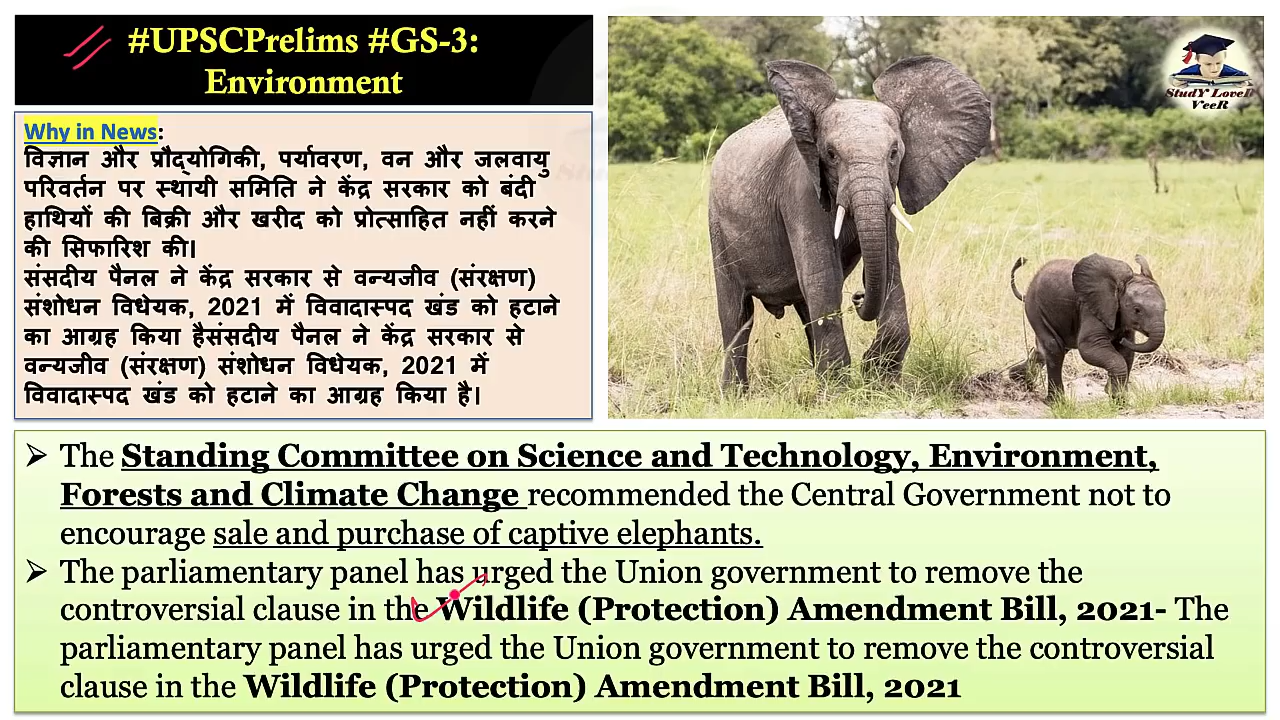 #UPSCPrelims #GS-3:
Environment
StudY LoveR
VeeR
Why in News:
विज्ञान और प्रौद्योगिकी, पर्यावरण, वन और जलवायु
परिवर्तन पर स्थायी समिति ने केंद्र सरकार को बंदी
हाथियों की बिक्री और खरीद को प्रोत्साहित नहीं करने
की सिफारिश की।
संसदीय पैनल ने केंद्र सरकार से वन्यजीव (संरक्षण)
संशोधन विधेयक, 2021 में विवादास्पद खंड को हटाने
का आग्रह किया हैसंसदीय पैनल ने केंद्र सरकार से
वन्यजीव (संरक्षण) संशोधन विधेयक, 2021 में
विवादास्पद खंड को हटाने का आग्रह किया है।
The Standing Committee on Science and Technology, Environment,
Forests and Climate Change recommended the Central Government not to
encourage sale and purchase of captive elephants.
The parliamentary panel has urged the Union government to remove the
controversial clause in the Wildlife (Protection) Amendment Bill, 2021- The
parliamentary panel has urged the Union government to remove the controversial
clause in the Wildlife (Protection) Amendment Bill, 2021